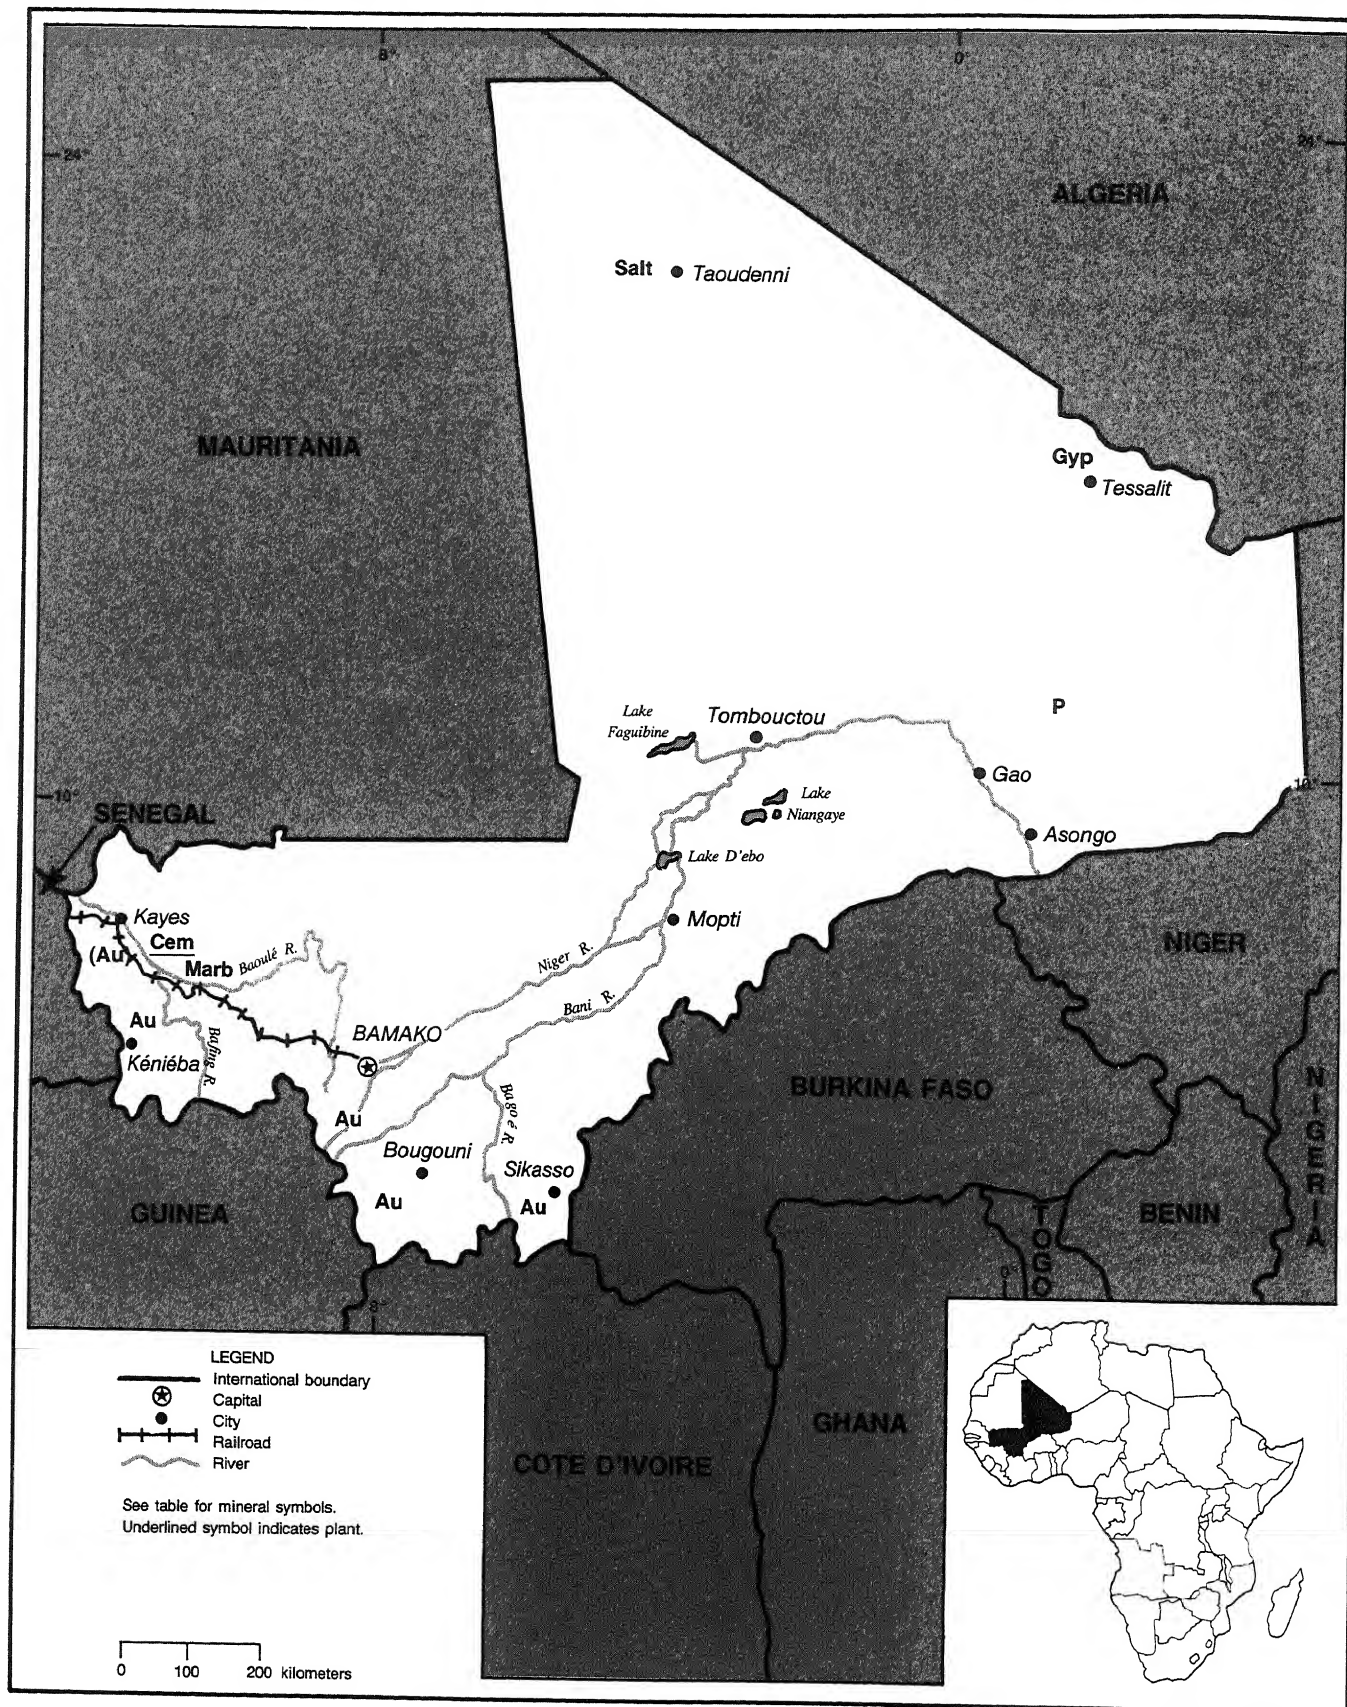 8°
0°
24°
24°
ALGERIA
Salt
Taoudenni
MAURITANIA
Gyp
Tessalit
P
Lake
Faguibine
Tombouctou
Gao
Lake
Niangaye
16°
16°
SENEGAL
Asongo
Lake D'ebo
Kayes
Mopti
Cem
(Au)
Marb
Baoulé R.
Niger R.
NIGER
Bani R.
Au
BAMAKO
Kéniéba
Bafing R.
BURKINA FASO
NIGERIA
Bagoé R.
Au
Bougouni
Sikasso
Au
Au
GUINEA
TOGO
BENIN
0°
8°
LEGEND
International boundary
Capital
City
Railroad
River
GHANA
COTE D'IVOIRE
See table for mineral symbols.
Underlined symbol indicates plant.
0 100 200 kilometers